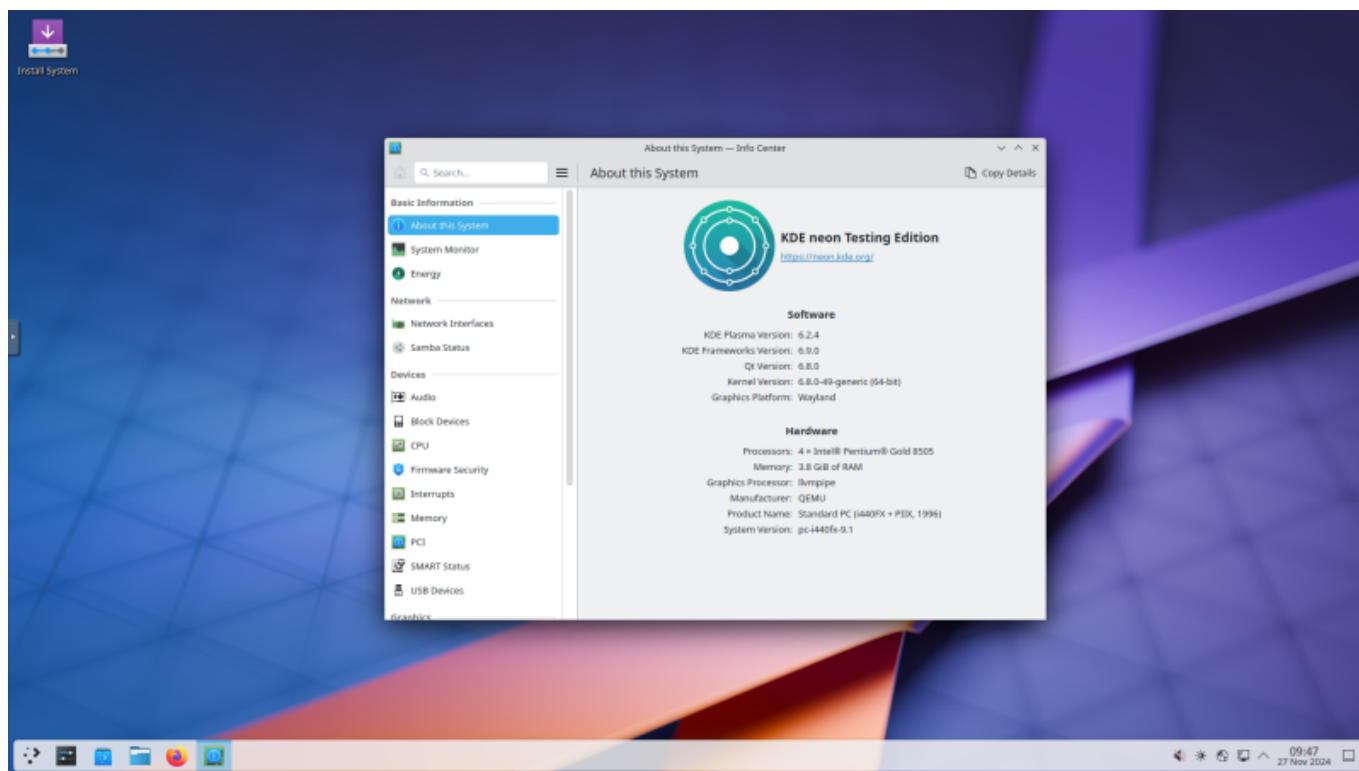 Install System
About this System — Info Center
Search...
About this System
Copy Details
Basic Information
About this System
System Monitor
Energy
Network
Network Interfaces
Samba Status
Devices
Audio
Block Devices
CPU
Firmware Security
Interrupts
Memory
PCI
SMART Status
USB Devices
Graphics
KDE neon Testing Edition
https://neon.kde.org/
Software
KDE Plasma Version: 6.2.4
KDE Frameworks Version: 6.9.0
Qt Version: 6.8.0
Kernel Version: 6.8.0-49-generic (64-bit)
Graphics Platform: Wayland
Hardware
Processors: 4 × Intel® Pentium® Gold 8505
Memory: 3.8 GiB of RAM
Graphics Processor: llvmpipe
Manufacturer: QEMU
Product Name: Standard PC (i440FX + PIIX, 1996)
System Version: pc-i440fx-9.1
09:47
27 Nov 2024